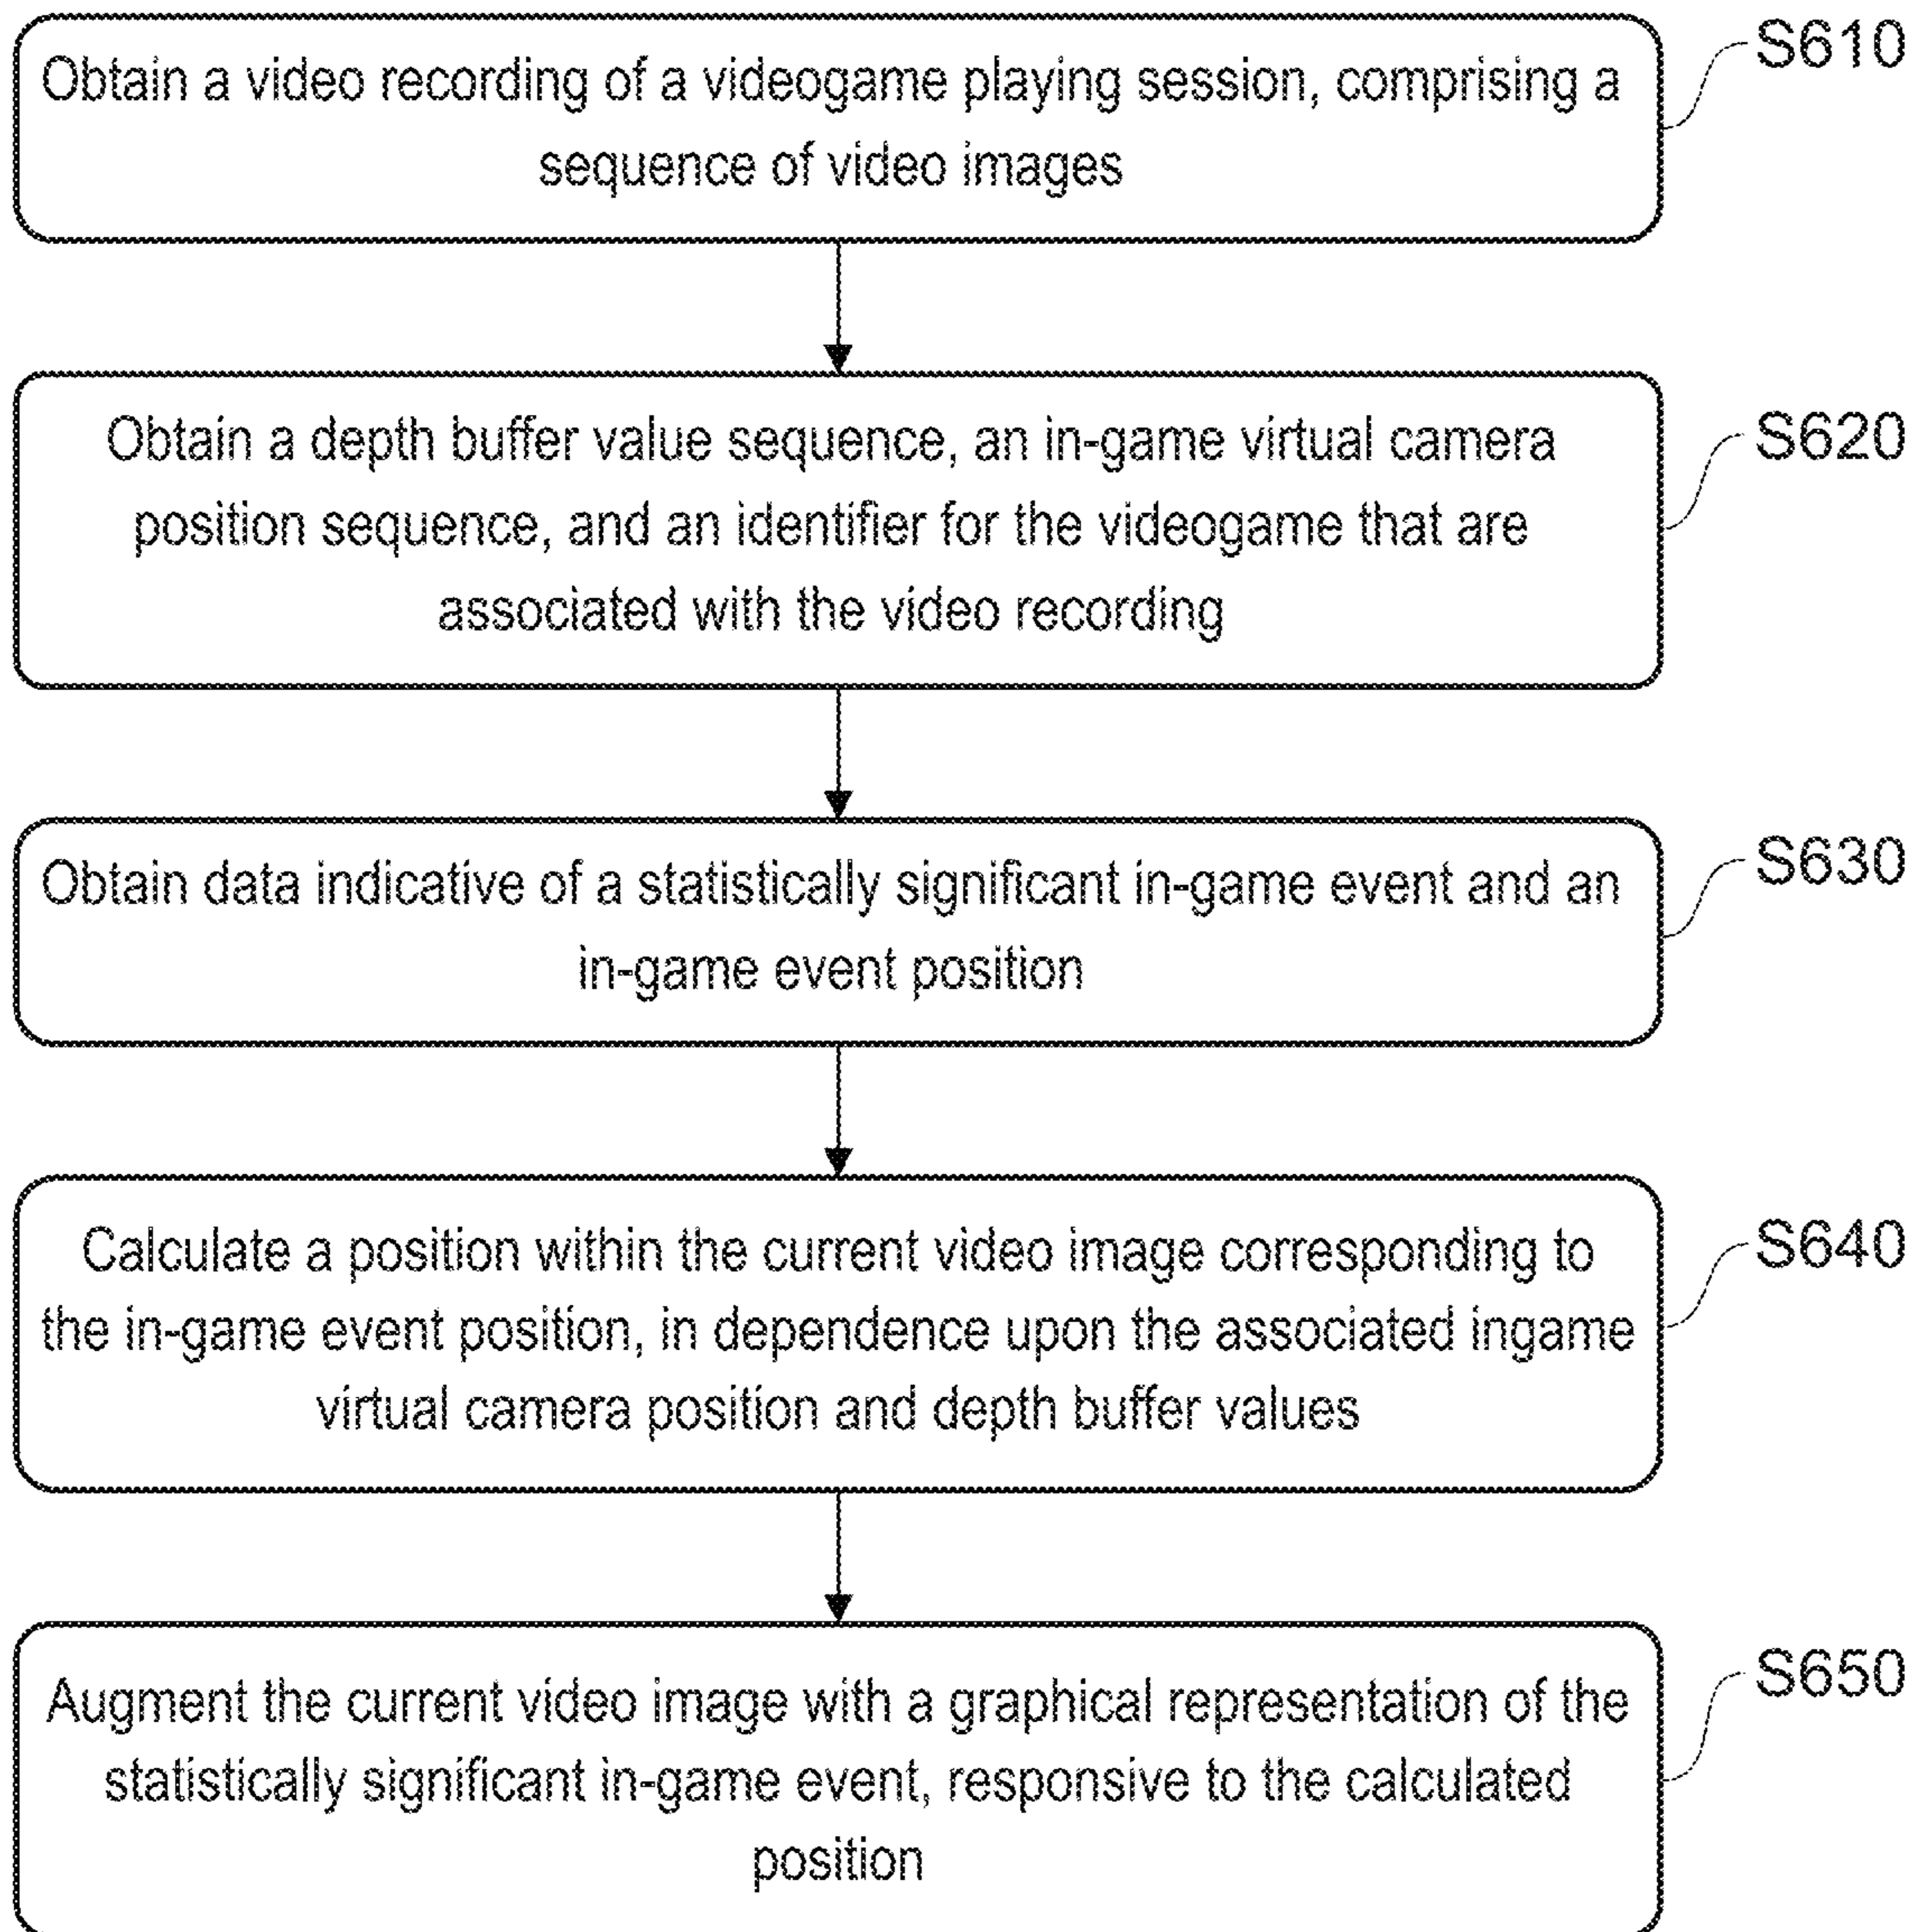 Obtain a video recording of a videogame playing session, comprising a
sequence of video images
S610
Obtain a depth buffer value sequence, an in-game virtual camera
position sequence, and an identifier for the videogame that are
associated with the video recording
S620
Obtain data indicative of a statistically significant in-game event and an
in-game event position
S630
Calculate a position within the current video image corresponding to
the in-game event position, in dependence upon the associated ingame
virtual camera position and depth buffer values
S640
Augment the current video image with a graphical representation of the
statistically significant in-game event, responsive to the calculated
position
S650